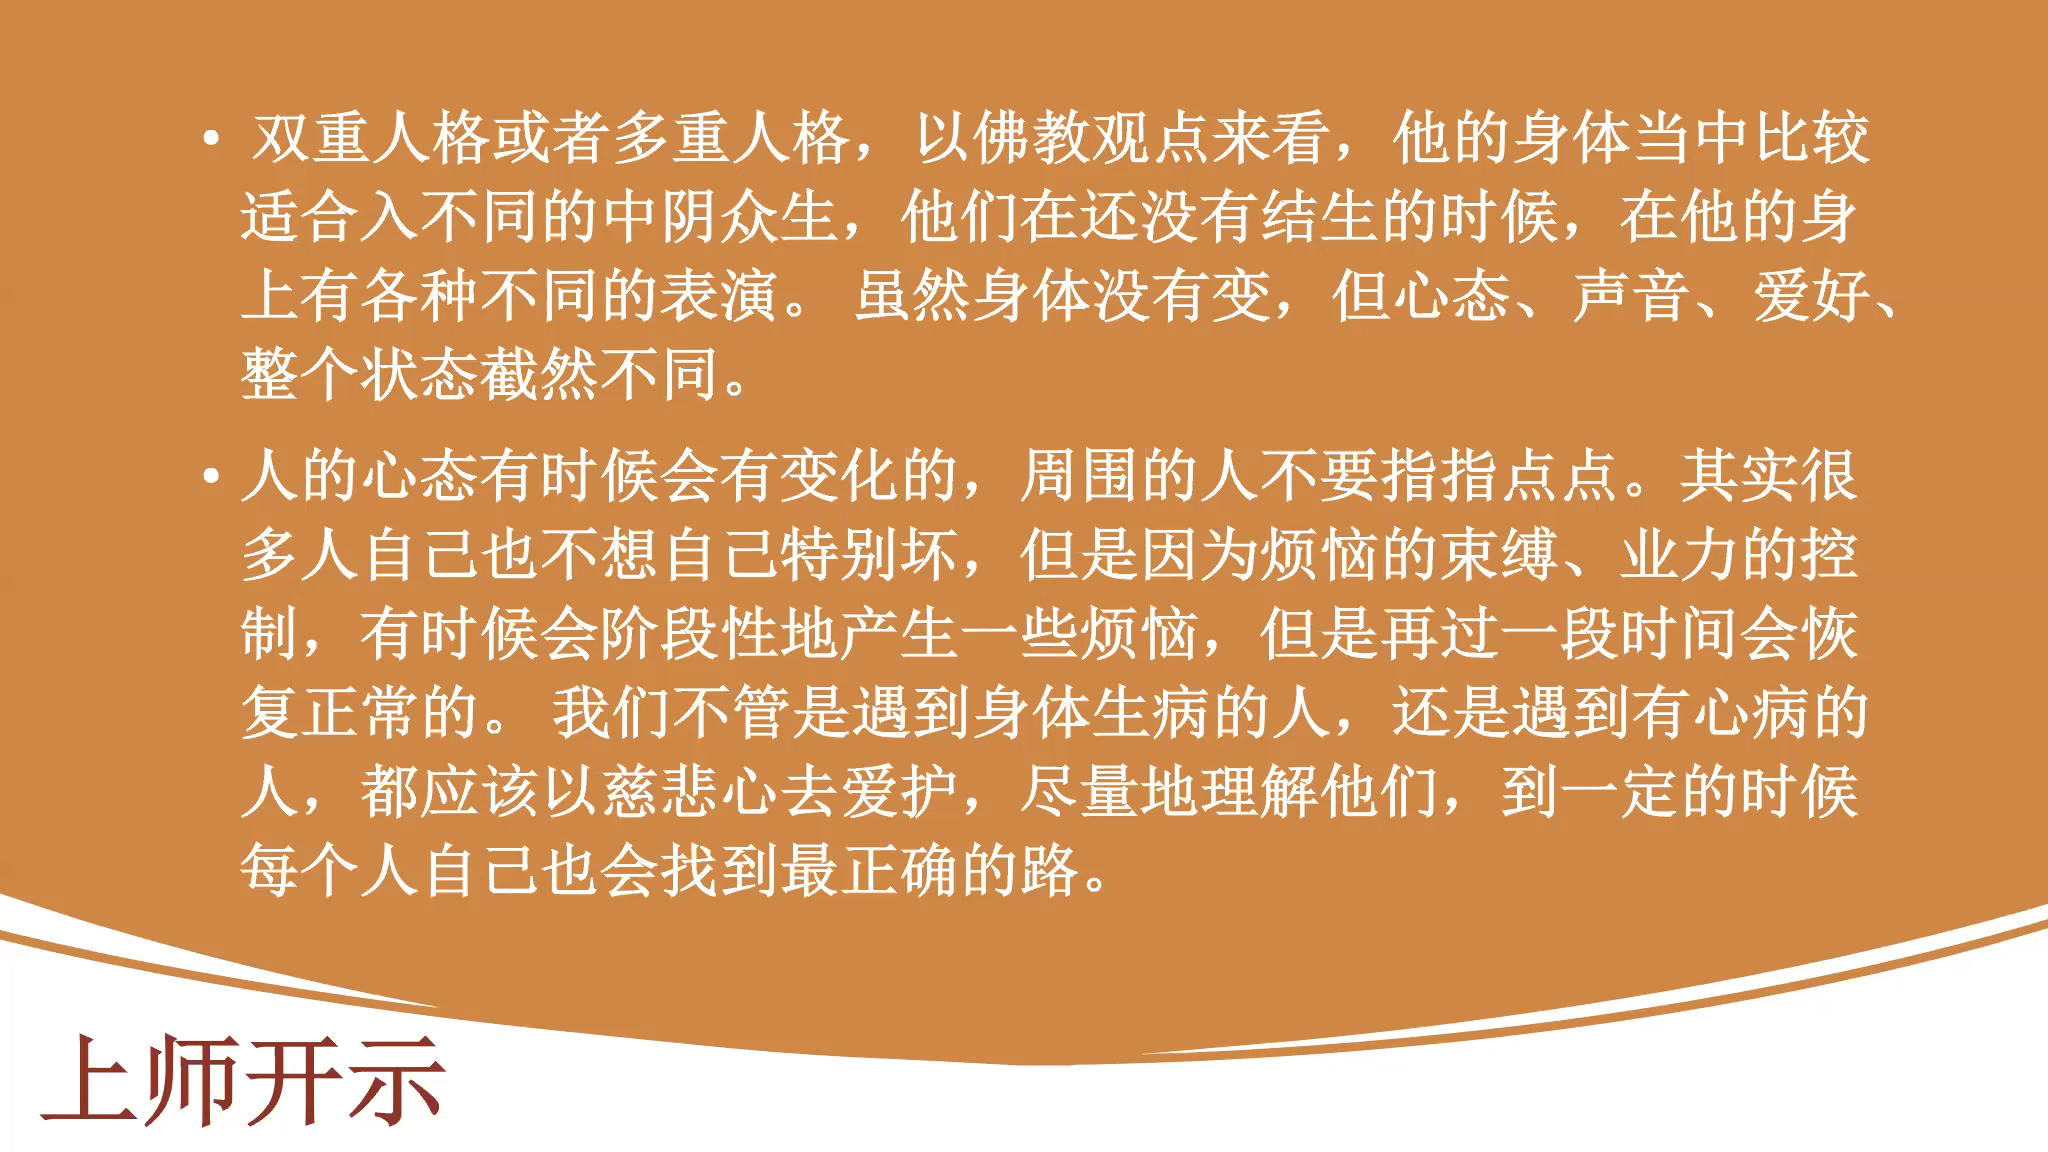 • 双重人格或者多重人格，以佛教观点来看，他的身体当中比较
适合入不同的中阴众生，他们在还没有结生的时候，在他的身
上有各种不同的表演。 虽然身体没有变，但心态、声音、爱好、
整个状态截然不同。
• 人的心态有时候会有变化的，周围的人不要指指点点。其实很
多人自己也不想自己特别坏，但是因为烦恼的束缚、业力的控
制，有时候会阶段性地产生一些烦恼，但是再过一段时间会恢
复正常的。 我们不管是遇到身体生病的人，还是遇到有心病的
人，都应该以慈悲心去爱护，尽量地理解他们，到一定的时候
每个人自己也会找到最正确的路。
上师开示